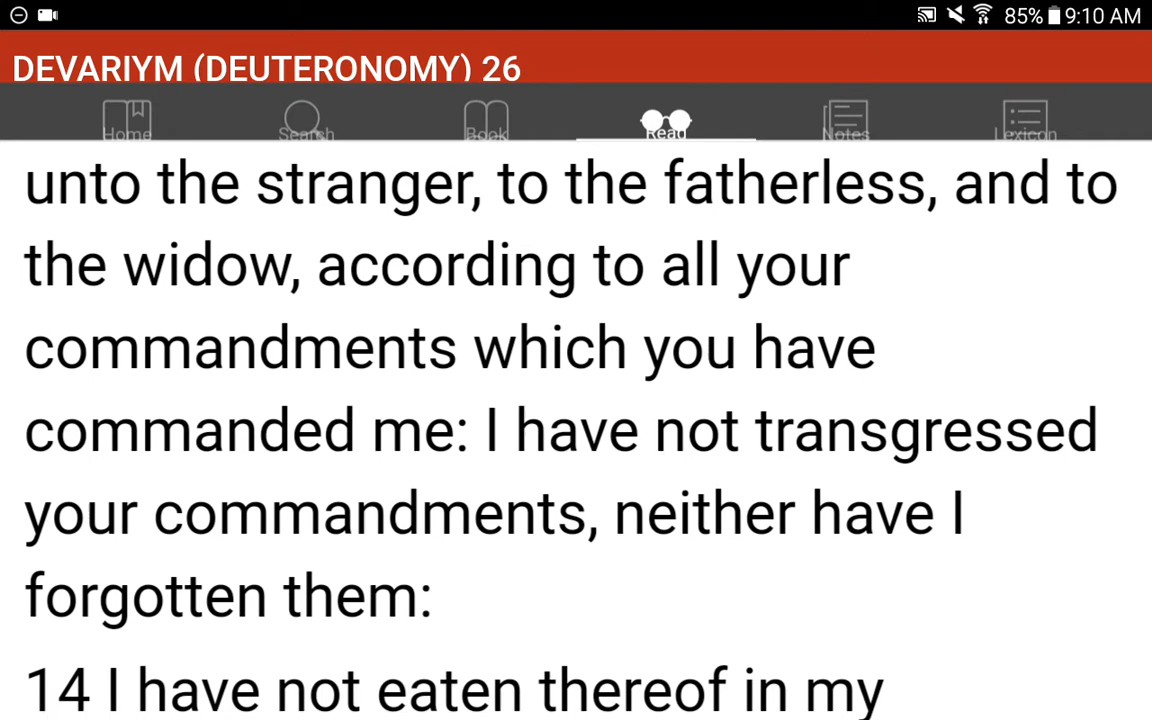 85% 9:10 AM
DEVARIYM (DEUTERONOMY) 26
Home Search Book Read Notes Lexicon
unto the stranger, to the fatherless, and to
the widow, according to all your
commandments which you have
commanded me: I have not transgressed
your commandments, neither have I
forgotten them:
14 I have not eaten thereof in my